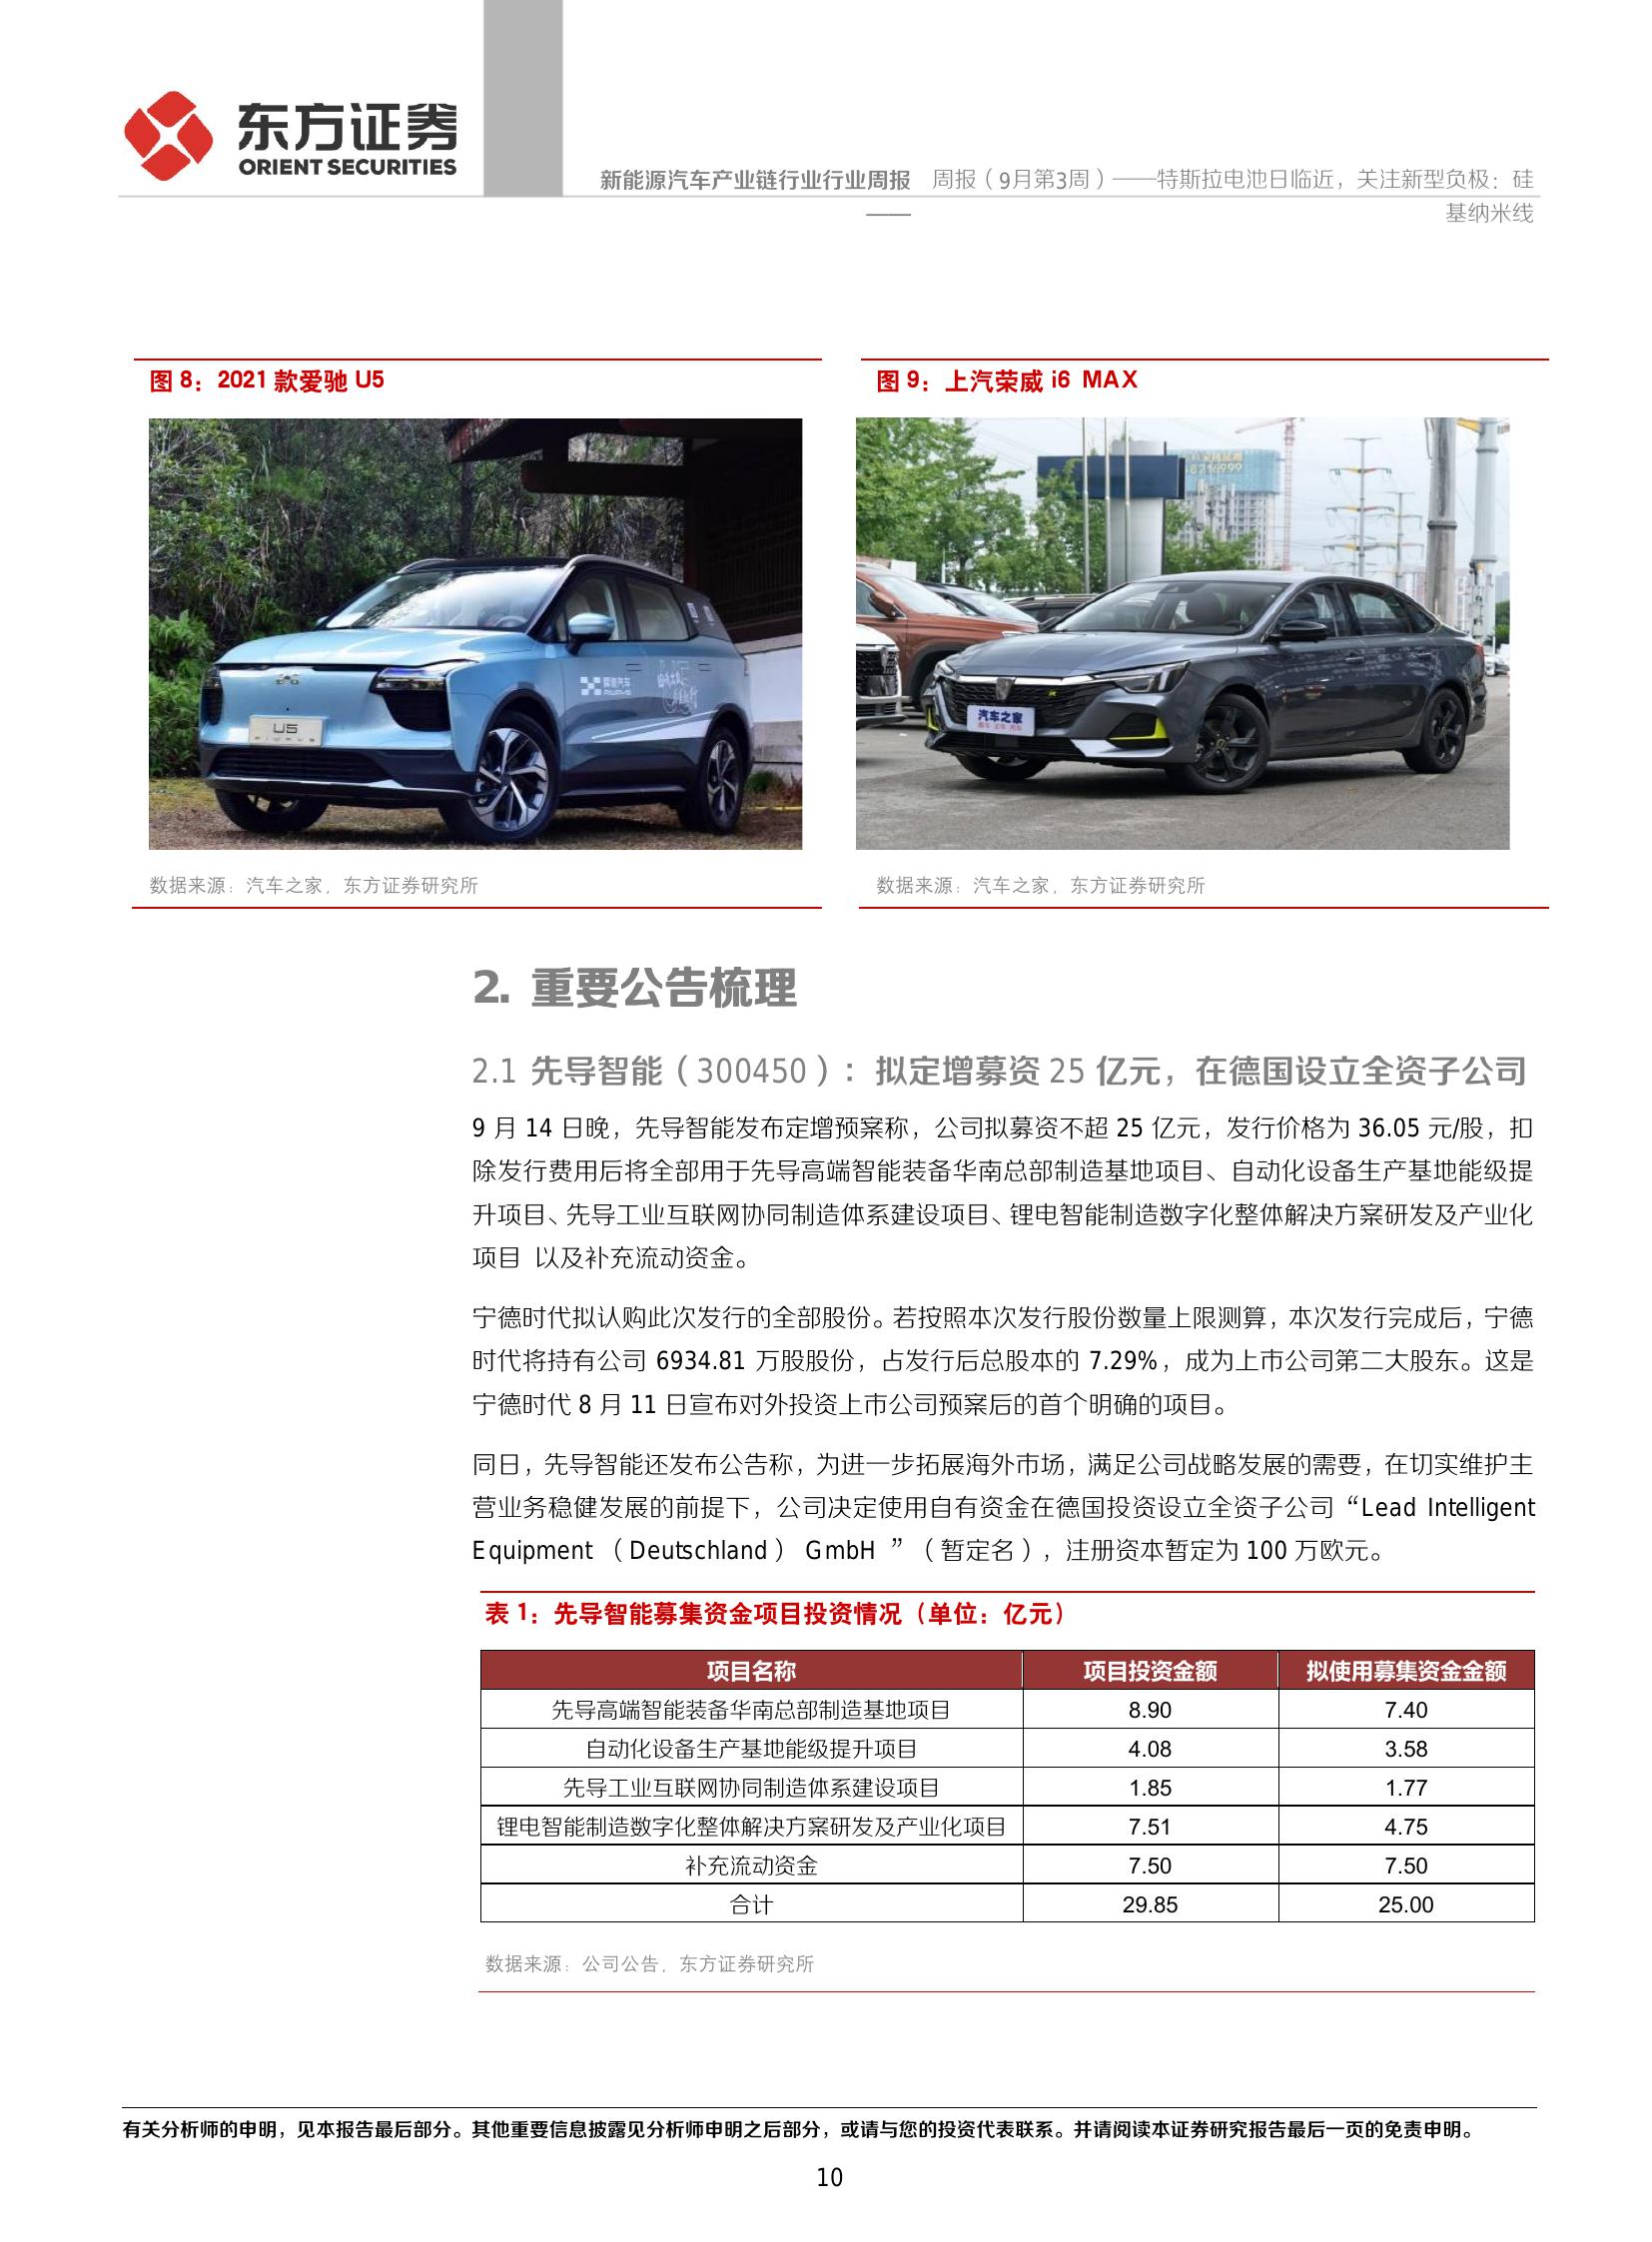 东方证券
ORIENT SECURITIES
新能源汽车产业链行业行业周报 周报（9月第3周）——特斯拉电池日临近，关注新型负极：硅
——
基纳米线
图 8：2021 款爱驰 U5
图 9：上汽荣威 i6 MAX
8216999
爱驰汽车
AIWAYS
U5
汽车之家
数据来源：汽车之家，东方证券研究所
数据来源：汽车之家，东方证券研究所
2. 重要公告梳理
2.1 先导智能（300450）：拟定增募资 25 亿元，在德国设立全资子公司
9 月 14 日晚，先导智能发布定增预案称，公司拟募资不超 25 亿元，发行价格为 36.05 元/股，扣
除发行费用后将全部用于先导高端智能装备华南总部制造基地项目、自动化设备生产基地能级提
升项目、先导工业互联网协同制造体系建设项目、锂电智能制造数字化整体解决方案研发及产业化
项目 以及补充流动资金。
宁德时代拟认购此次发行的全部股份。若按照本次发行股份数量上限测算，本次发行完成后，宁德
时代将持有公司 6934.81 万股股份，占发行后总股本的 7.29%，成为上市公司第二大股东。这是
宁德时代 8 月 11 日宣布对外投资上市公司预案后的首个明确的项目。
同日，先导智能还发布公告称，为进一步拓展海外市场，满足公司战略发展的需要，在切实维护主
营业务稳健发展的前提下，公司决定使用自有资金在德国投资设立全资子公司“Lead Intelligent
Equipment （Deutschland） GmbH ”（暂定名），注册资本暂定为 100 万欧元。
表 1：先导智能募集资金项目投资情况（单位：亿元）
项目名称 项目投资金额 拟使用募集资金金额
先导高端智能装备华南总部制造基地项目 8.90 7.40
自动化设备生产基地能级提升项目 4.08 3.58
先导工业互联网协同制造体系建设项目 1.85 1.77
锂电智能制造数字化整体解决方案研发及产业化项目 7.51 4.75
补充流动资金 7.50 7.50
合计 29.85 25.00
数据来源：公司公告，东方证券研究所
有关分析师的申明，见本报告最后部分。其他重要信息披露见分析师申明之后部分，或请与您的投资代表联系。并请阅读本证券研究报告最后一页的免责申明。
10